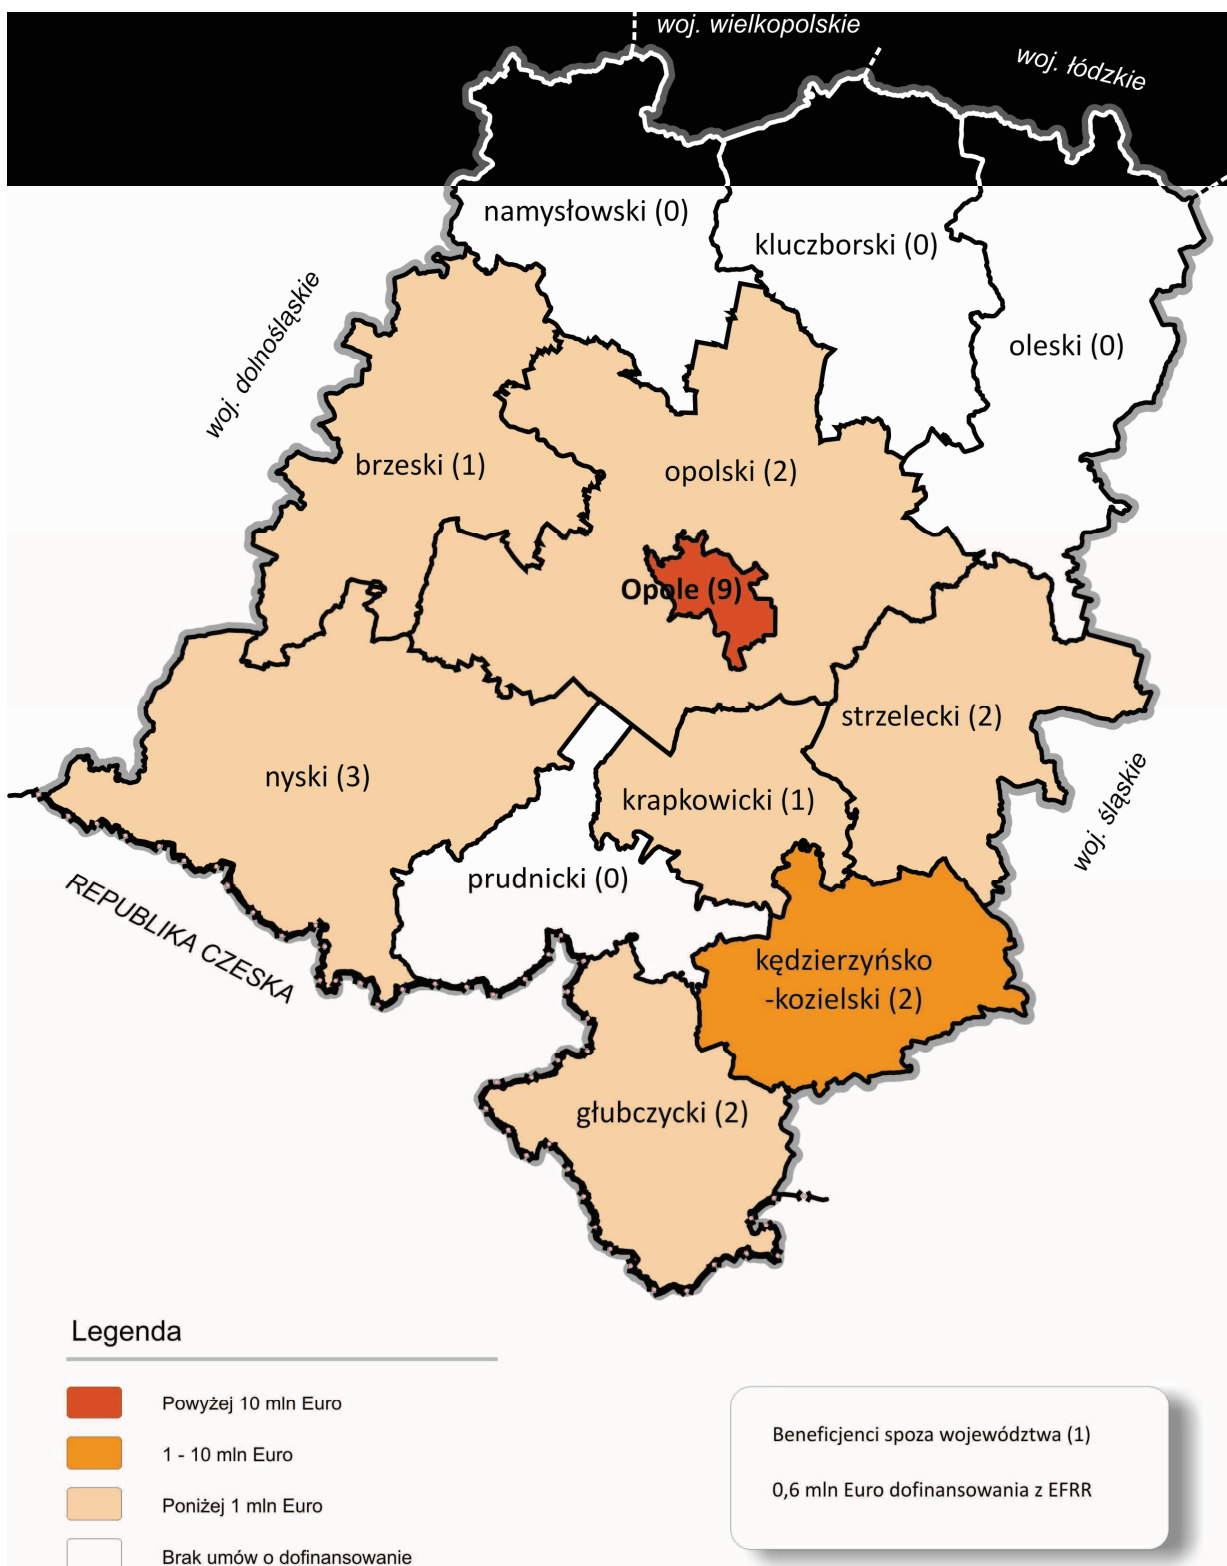 woj. wielkopolskie
woj. łódzkie
namysłowski (0)
kluczborski (0)
woj. dolnośląskie
oleski (0)
brzeski (1)
opolski (2)
Opole (9)
strzelecki (2)
nyski (3)
krapkowicki (1)
woj. śląskie
prudnicki (0)
REPUBLIKA CZESKA
kędzierzyńsko
-kozielski (2)
głubczycki (2)
Legenda
Powyżej 10 mln Euro
1 - 10 mln Euro
Poniżej 1 mln Euro
Brak umów o dofinansowanie
Beneficjenci spoza województwa (1)
0,6 mln Euro dofinansowania z EFRR